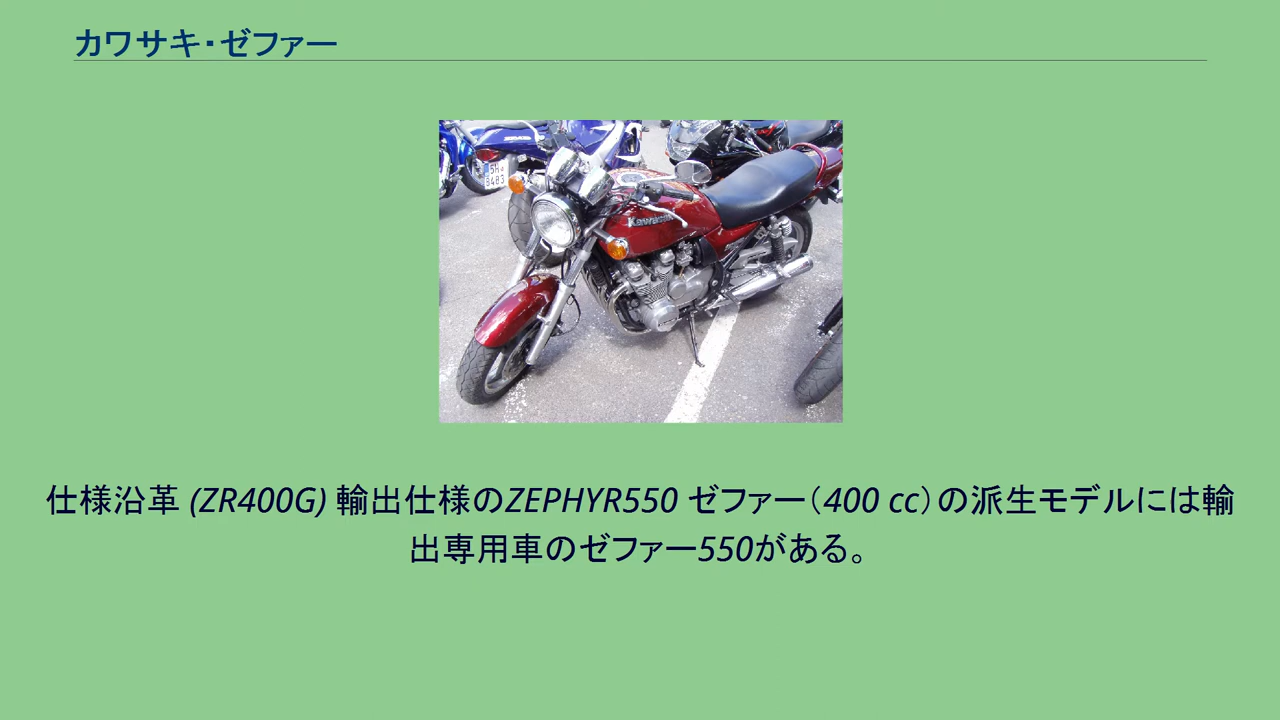 カワサキ・ゼファー
Kawasaki
仕様沿革 (ZR400G) 輸出仕様のZEPHYR550 ゼファー（400 cc）の派生モデルには輸
出専用車のゼファー550がある。